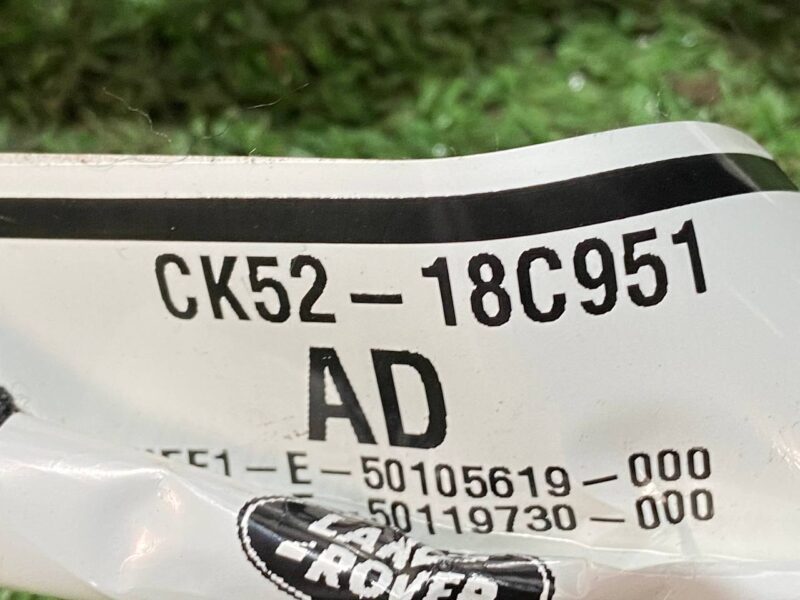 CK52-18C951
AD
E-50105619-000
50119730-000
LAND
ROVER